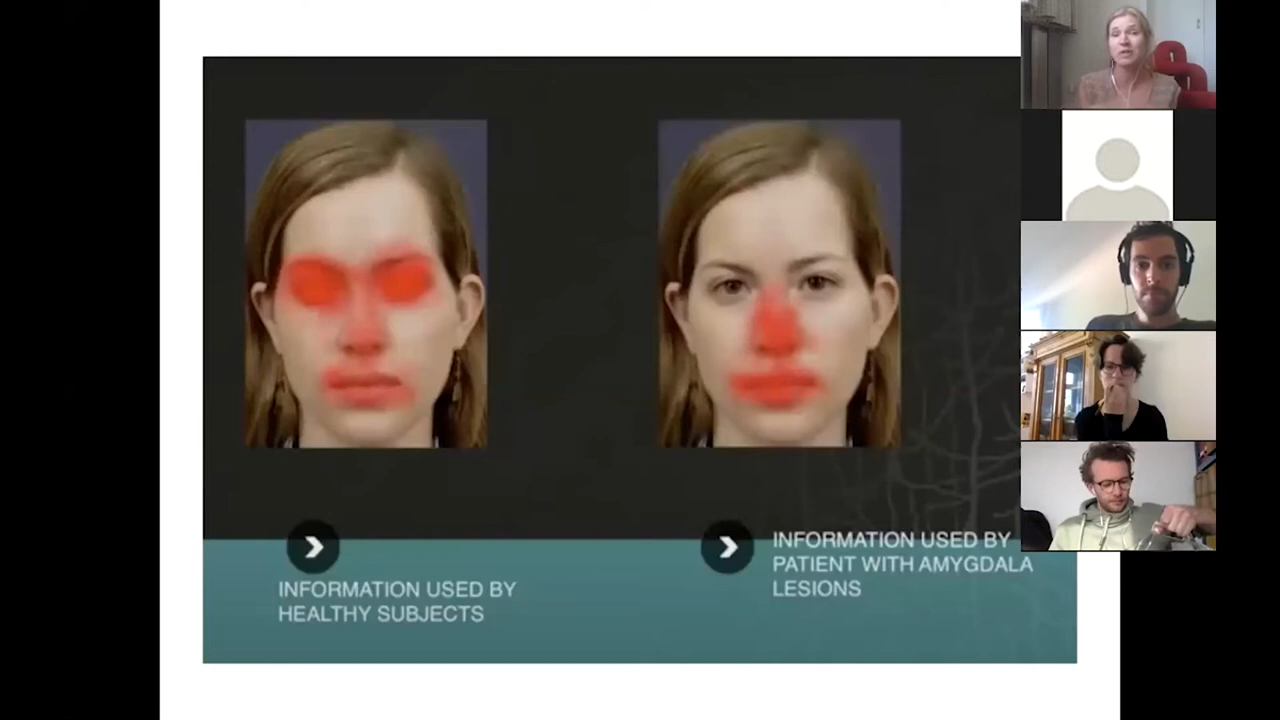 INFORMATION USED BY
HEALTHY SUBJECTS
INFORMATION USED BY
PATIENT WITH AMYGDALA
LESIONS